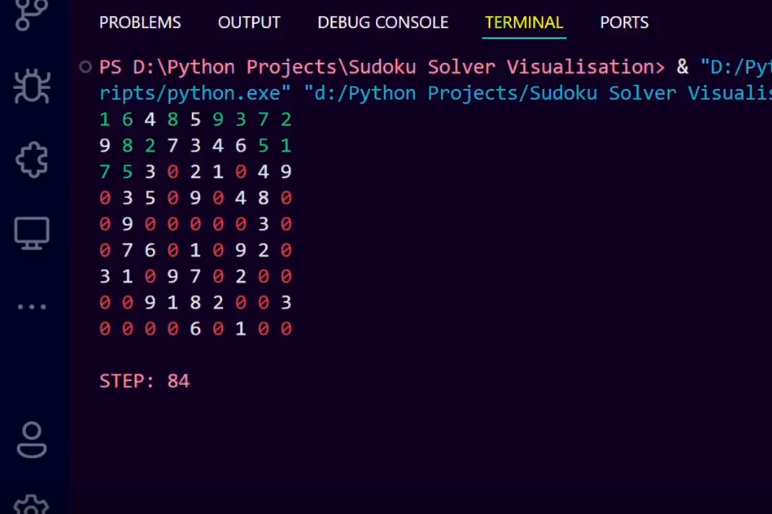 PROBLEMS OUTPUT DEBUG CONSOLE TERMINAL PORTS
PS D:\Python Projects\Sudoku Solver Visualisation> & "D:/Pyt
ripts/python.exe" "d:/Python Projects/Sudoku Solver Visualis
1 6 4 8 5 9 3 7 2
9 8 2 7 3 4 6 5 1
7 5 3 0 2 1 0 4 9
0 3 5 0 9 0 4 8 0
0 9 0 0 0 0 0 3 0
0 7 6 0 1 0 9 2 0
3 1 0 9 7 0 2 0 0
0 0 9 1 8 2 0 0 3
0 0 0 0 6 0 1 0 0
STEP: 84